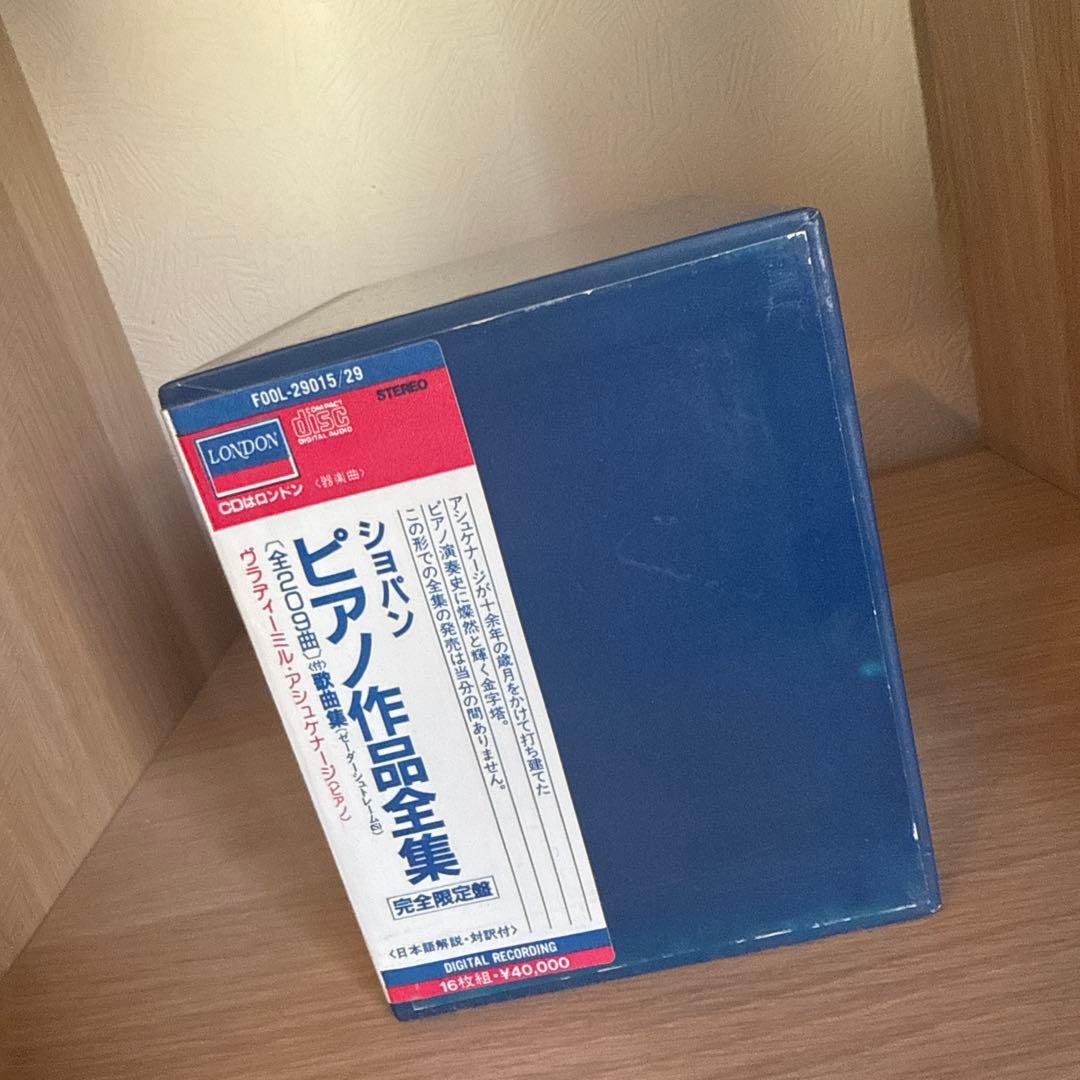 F00L-29015/29
STEREO
LONDON
COMPACT
disc
DIGITAL AUDIO
CDはロンドン
〈器楽曲〉
アシュケナージが十余年の歳月をかけて打ち建てた
ピアノ演奏史に燦然と輝く金字塔。
この形での全集の発売は当分の間ありません。
ショパン
ピアノ作品全集
〔全209曲〕〈付〉歌曲集(ゼーダーシュトレーム(S))
ヴラディーミル・アシュケナージ(ピアノ)
完全限定盤
〈日本語解説・対訳付〉
DIGITAL RECORDING
16枚組・¥40,000